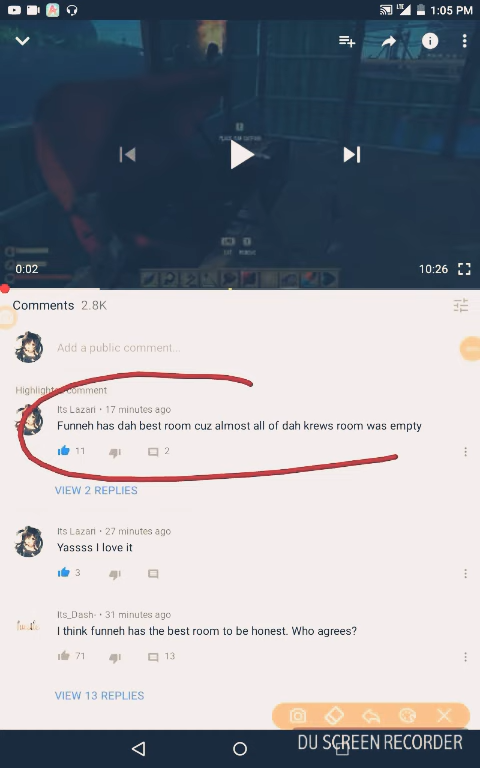 LTE 1:05 PM
0:02 10:26
Comments 2.8K
Add a public comment...
Highlighted comment
Its Lazari • 17 minutes ago
Funneh has dah best room cuz almost all of dah krews room was empty
11 2
VIEW 2 REPLIES
Its Lazari • 27 minutes ago
Yassss I love it
3
Its_Dash- • 31 minutes ago
I think funneh has the best room to be honest. Who agrees?
71 13
VIEW 13 REPLIES
DU SCREEN RECORDER